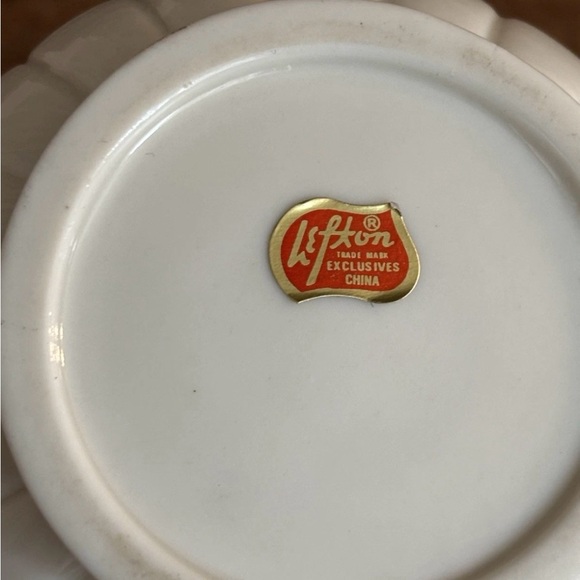 Lefton ®
TRADE MARK
EXCLUSIVES
CHINA